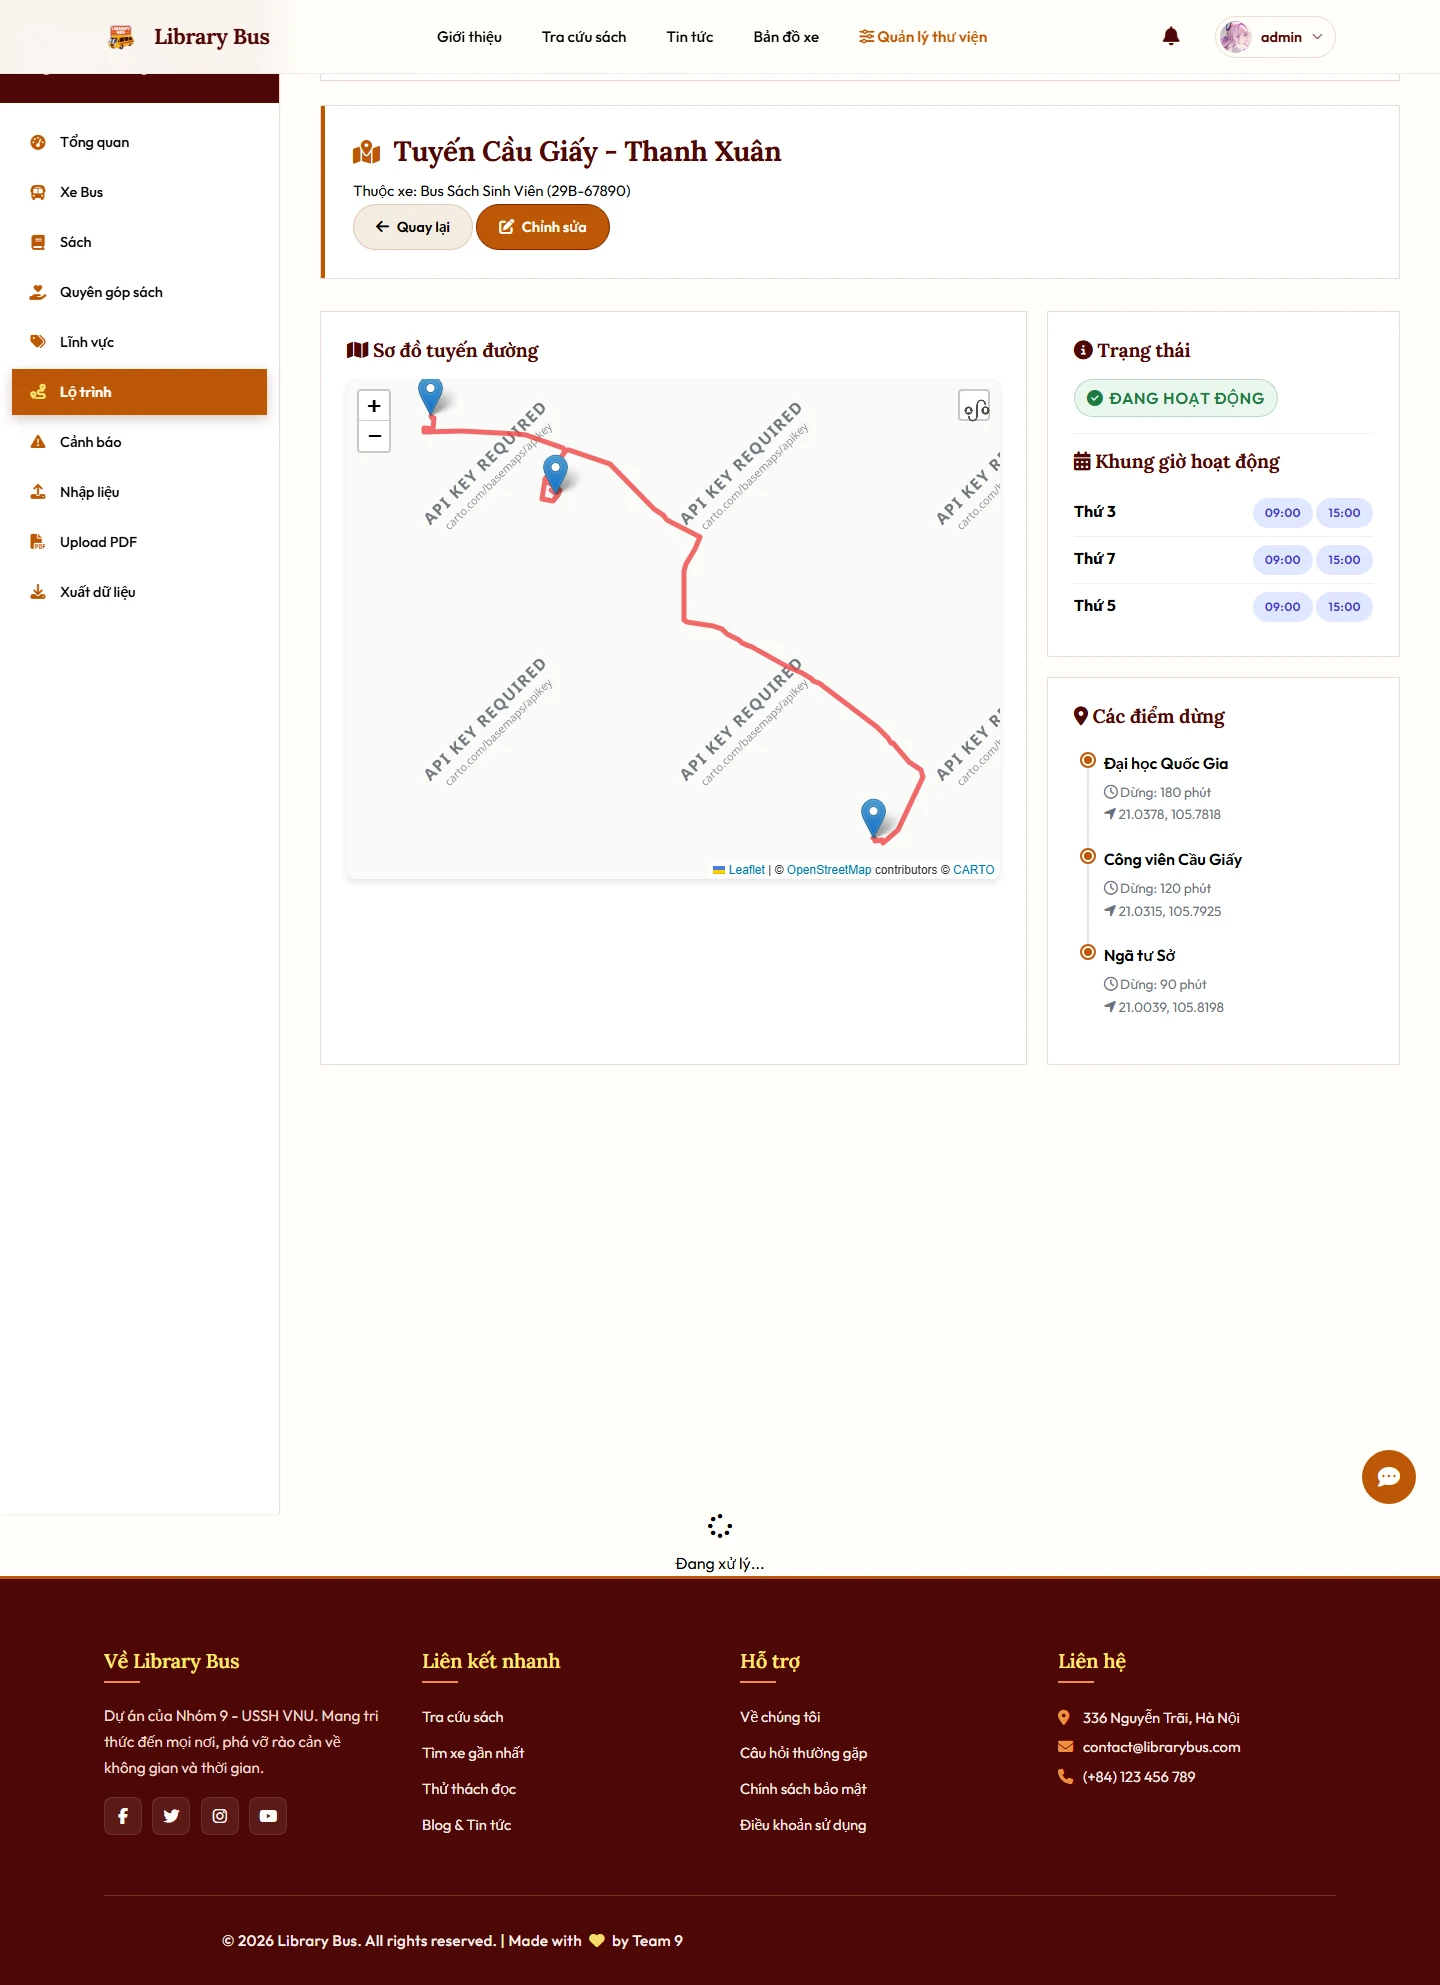 Library Bus
Giới thiệu
Tra cứu sách
Tin tức
Bản đồ xe
Quản lý thư viện
admin
Tổng quan
Xe Bus
Sách
Quyên góp sách
Lĩnh vực
Lộ trình
Cảnh báo
Nhập liệu
Upload PDF
Xuất dữ liệu
Tuyến Cầu Giấy - Thanh Xuân
Thuộc xe: Bus Sách Sinh Viên (29B-67890)
Quay lại
Chỉnh sửa
Sơ đồ tuyến đường
+
−
API KEY REQUIRED
carto.com/basemaps/apikey
API KEY REQUIRED
carto.com/basemaps/apikey
API KEY R
carto.com/b
API KEY REQUIRED
carto.com/basemaps/apikey
API KEY REQUIRED
carto.com/basemaps/apikey
API KEY R
carto.com/b
Leaflet | © OpenStreetMap contributors © CARTO
Trạng thái
ĐANG HOẠT ĐỘNG
Khung giờ hoạt động
Thứ 3 09:00 15:00
Thứ 7 09:00 15:00
Thứ 5 09:00 15:00
Các điểm dừng
Đại học Quốc Gia
Dừng: 180 phút
21.0378, 105.7818
Công viên Cầu Giấy
Dừng: 120 phút
21.0315, 105.7925
Ngã tư Sở
Dừng: 90 phút
21.0039, 105.8198
Đang xử lý...
Về Library Bus
Dự án của Nhóm 9 - USSH VNU. Mang tri
thức đến mọi nơi, phá vỡ rào cản về
không gian và thời gian.
Liên kết nhanh
Tra cứu sách
Tìm xe gần nhất
Thử thách đọc
Blog & Tin tức
Hỗ trợ
Về chúng tôi
Câu hỏi thường gặp
Chính sách bảo mật
Điều khoản sử dụng
Liên hệ
336 Nguyễn Trãi, Hà Nội
contact@librarybus.com
(+84) 123 456 789
© 2026 Library Bus. All rights reserved. | Made with by Team 9